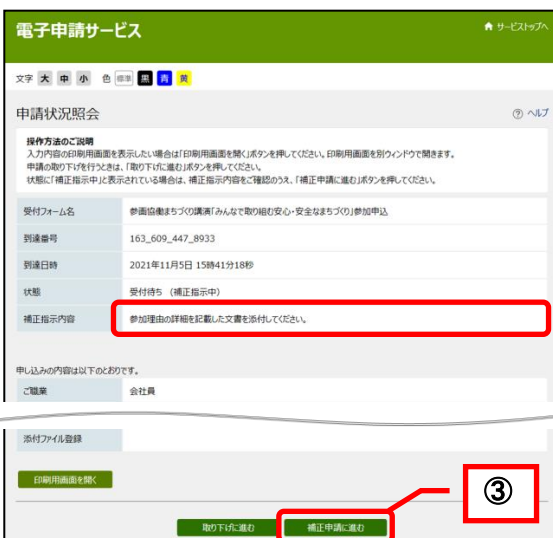 電子申請サービス
サービストップへ
文字 大 中 小 色 標準 黒 青 黄
申請状況照会
ヘルプ
操作方法のご説明
入力内容の印刷用画面を表示したい場合は「印刷用画面を開く」ボタンを押してください。印刷用画面を別ウィンドウで開きます。
申請の取り下げを行うときは、「取り下げに進む」ボタンを押してください。
状態に「補正指示中」と表示されている場合は、補正指示内容をご確認のうえ、「補正申請に進む」ボタンを押してください。
受付フォーム名 参画協働まちづくり講演「みんなで取り組む安心・安全なまちづくり」参加申込
到達番号 163_609_447_8933
到達日時 2021年11月5日 15時41分18秒
状態 受付待ち (補正指示中)
補正指示内容 参加理由の詳細を記載した文書を添付してください。
申し込みの内容は以下のとおりです。
ご職業 会社員
添付ファイル登録
印刷用画面を開く
③
取り下げに進む 補正申請に進む